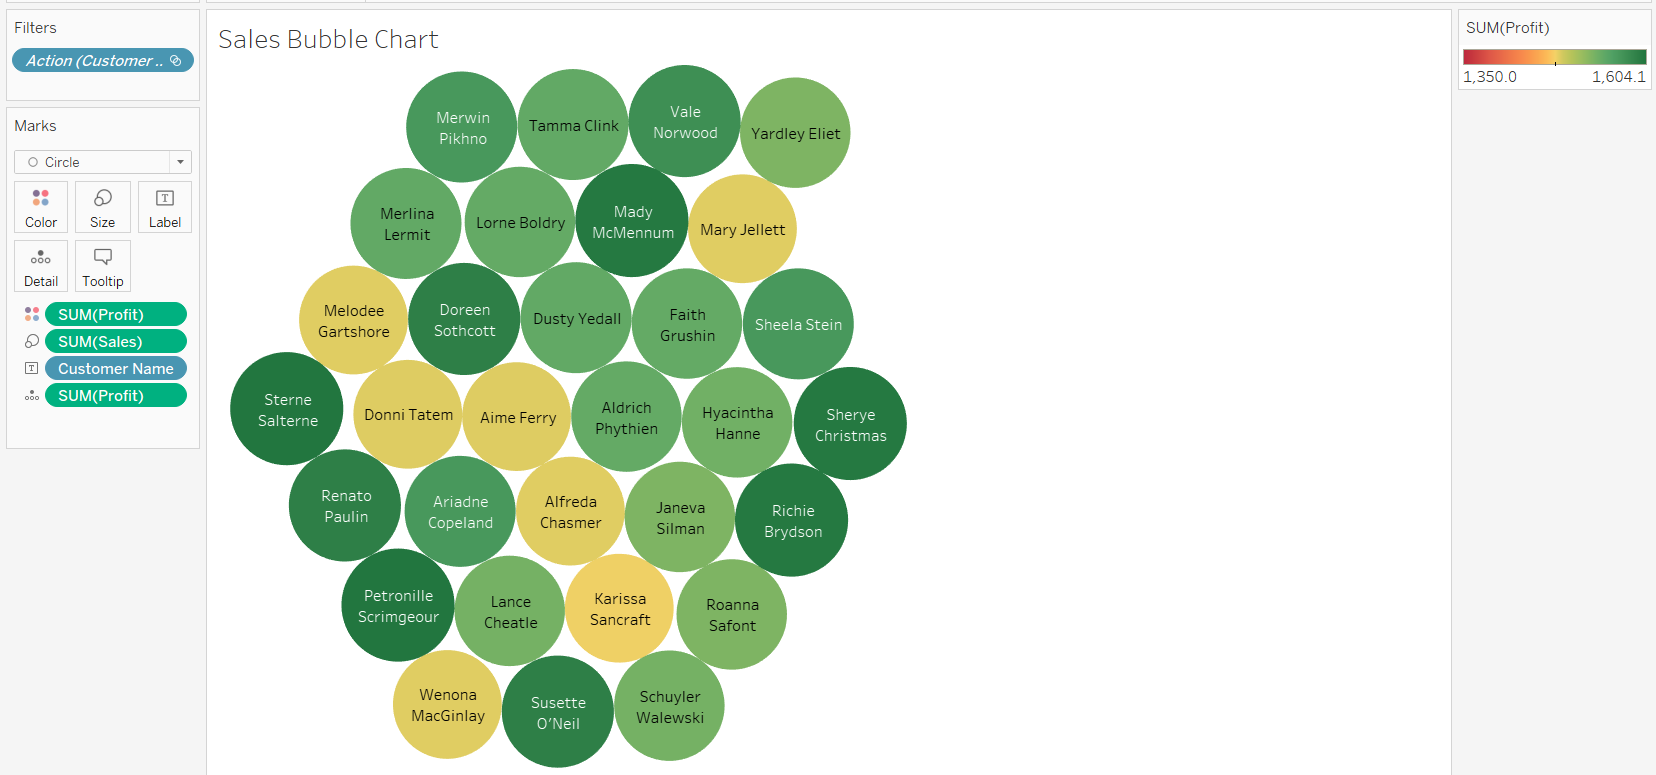 Filters
Action (Customer ..
Marks
Circle
Color
Size
Label
Detail
Tooltip
SUM(Profit)
SUM(Sales)
Customer Name
SUM(Profit)
Sales Bubble Chart
Merwin
Pikhno
Tamma Clink
Vale
Norwood
Yardley Eliet
Merlina
Lermit
Lorne Boldry
Mady
McMennum
Mary Jellett
Melodee
Gartshore
Doreen
Sothcott
Dusty Yedall
Faith
Grushin
Sheela Stein
Sterne
Salterne
Donni Tatem
Aime Ferry
Aldrich
Phythien
Hyacintha
Hanne
Sherye
Christmas
Renato
Paulin
Ariadne
Copeland
Alfreda
Chasmer
Janeva
Silman
Richie
Brydson
Petronille
Scrimgeour
Lance
Cheatle
Karissa
Sancraft
Roanna
Safont
Wenona
MacGinlay
Susette
O'Neil
Schuyler
Walewski
SUM(Profit)
1,350.0
1,604.1